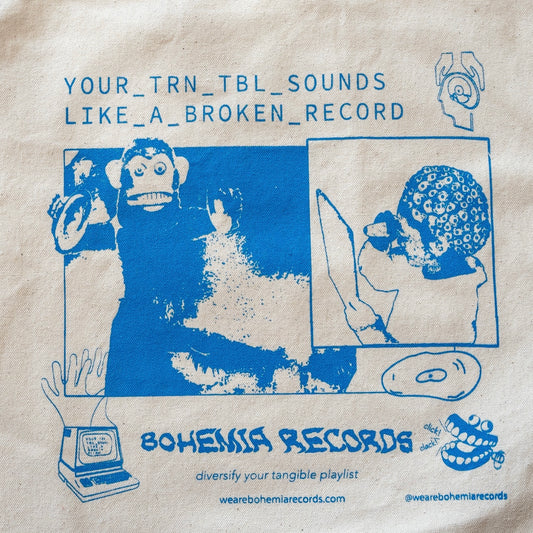 YOUR_TRN_TBL_SOUNDS
LIKE_A_BROKEN_RECORD
BOHEMIA RECORDS
diversify your tangible playlist
wearebohemiarecords.com
@wearebohemiarecords